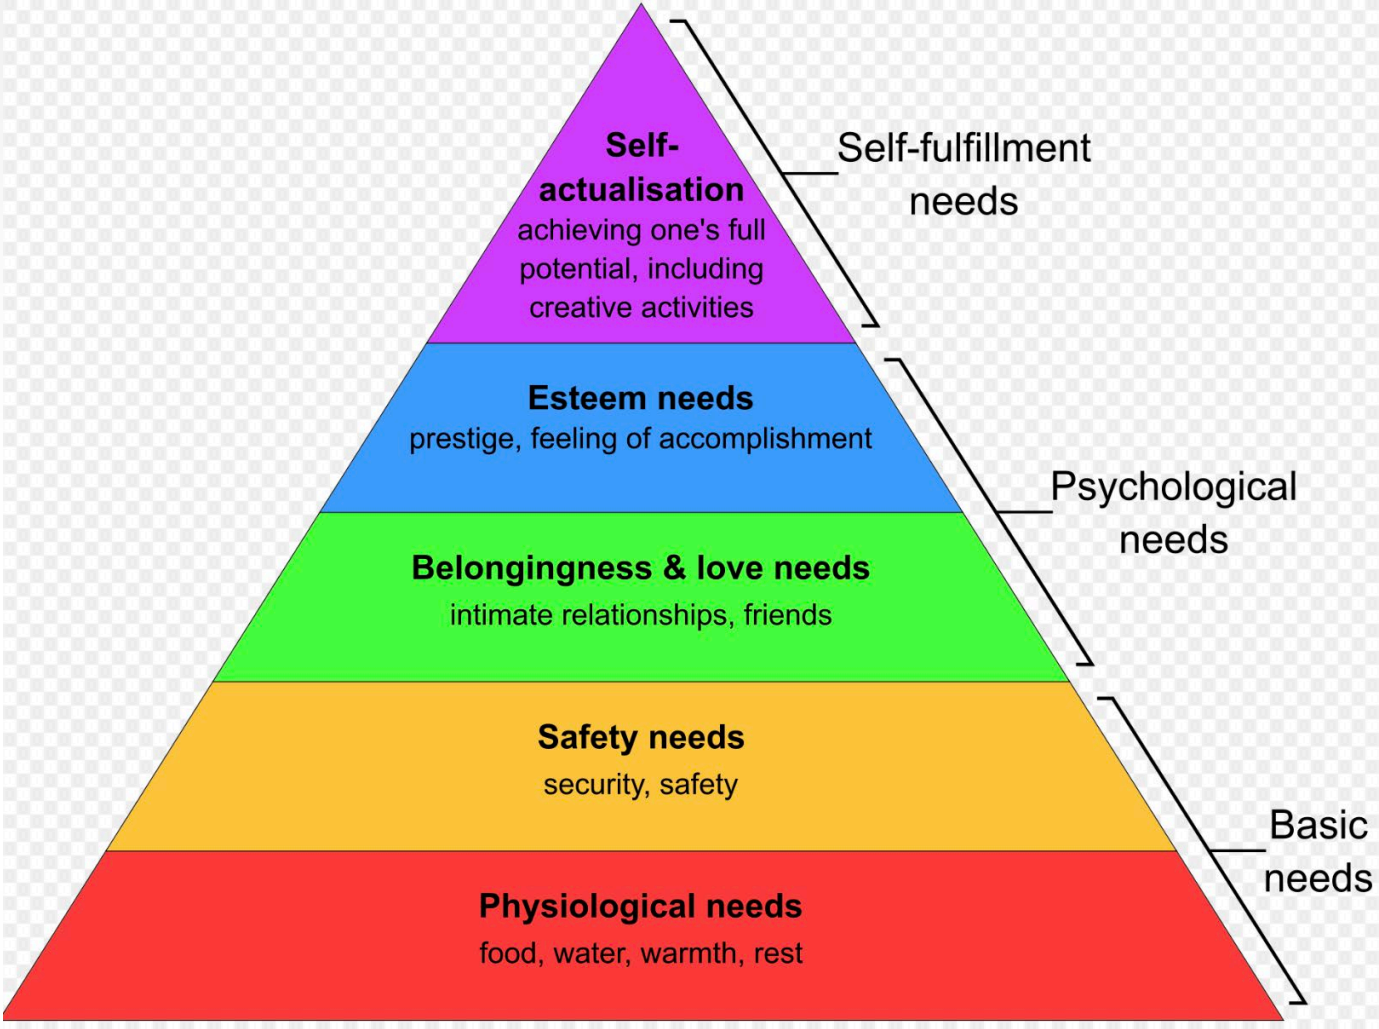 Self-
actualisation
achieving one's full
potential, including
creative activities
Self-fulfillment
needs
Esteem needs
prestige, feeling of accomplishment
Psychological
needs
Belongingness & love needs
intimate relationships, friends
Safety needs
security, safety
Basic
needs
Physiological needs
food, water, warmth, rest